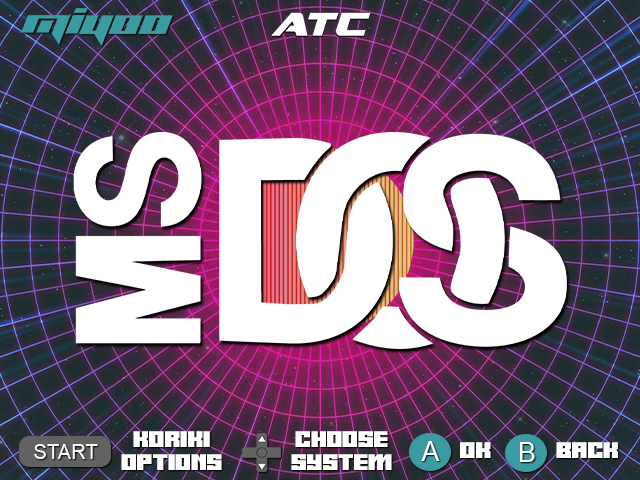 miyoo
ATC
MS
DOS
START
KORIKI
OPTIONS
CHOOSE
SYSTEM
A
OK
B
BACK